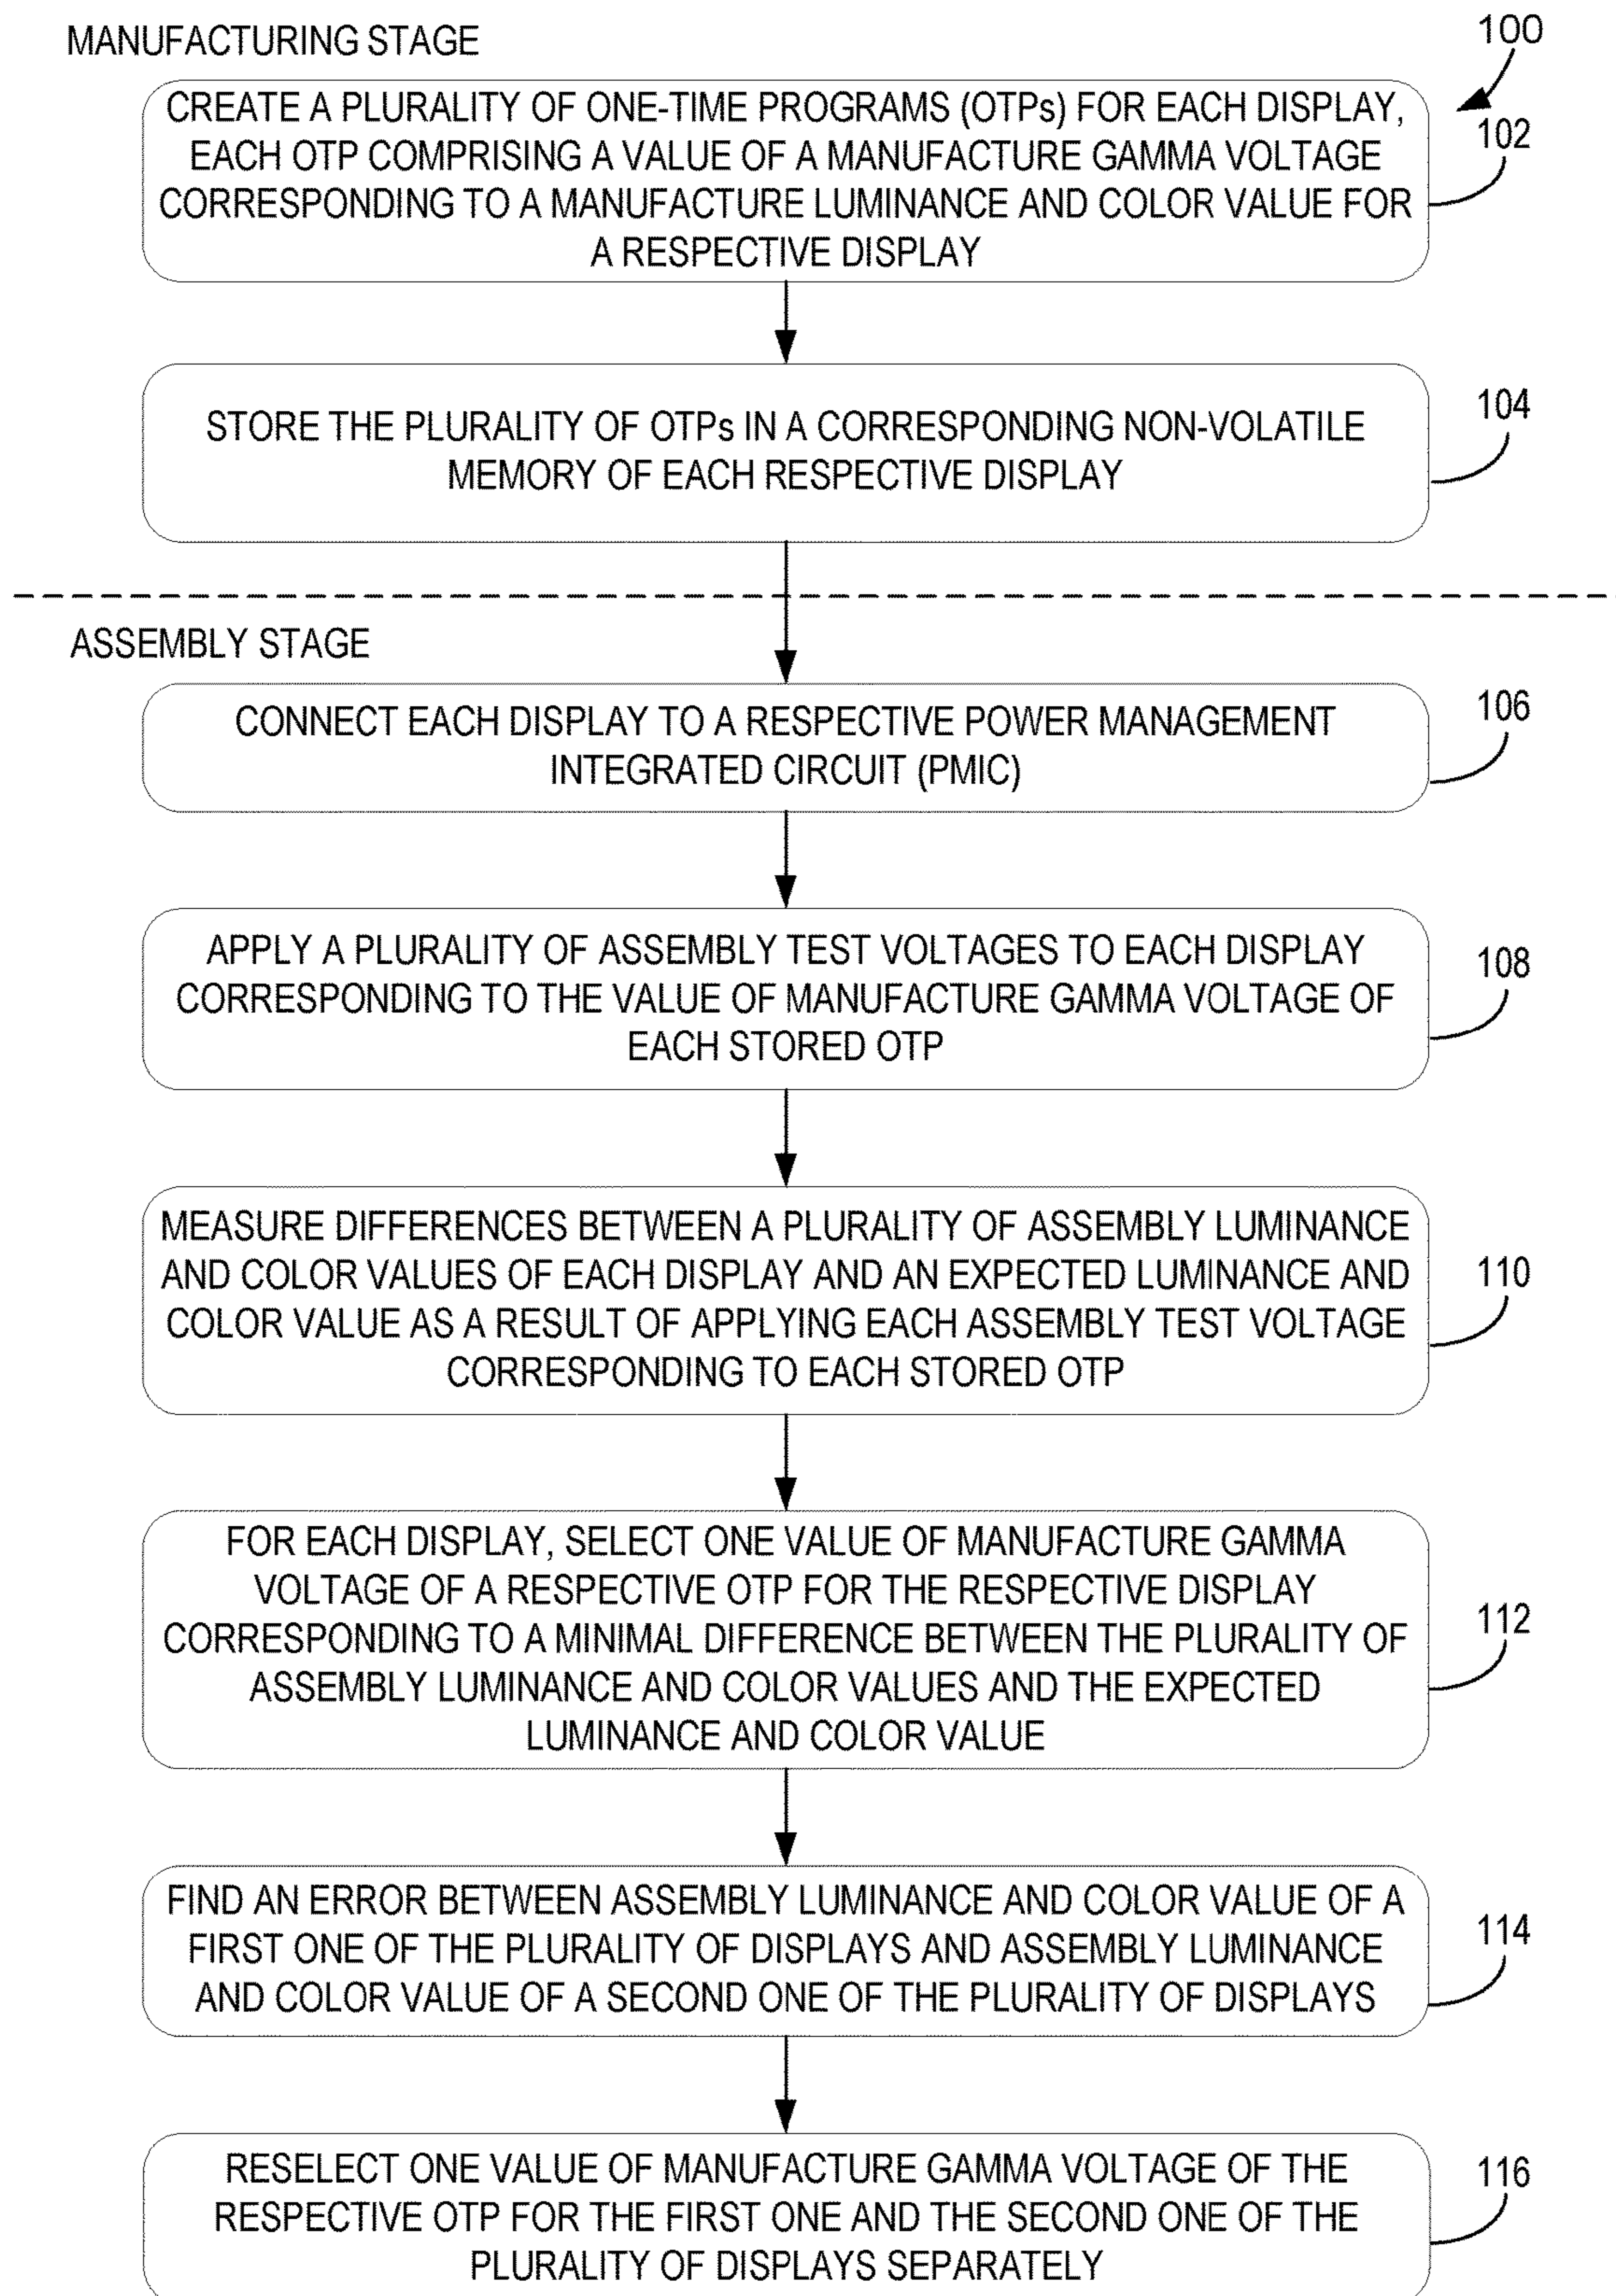 MANUFACTURING STAGE
100
CREATE A PLURALITY OF ONE-TIME PROGRAMS (OTPs) FOR EACH DISPLAY,
EACH OTP COMPRISING A VALUE OF A MANUFACTURE GAMMA VOLTAGE
CORRESPONDING TO A MANUFACTURE LUMINANCE AND COLOR VALUE FOR
A RESPECTIVE DISPLAY
102
STORE THE PLURALITY OF OTPs IN A CORRESPONDING NON-VOLATILE
MEMORY OF EACH RESPECTIVE DISPLAY
104
ASSEMBLY STAGE
CONNECT EACH DISPLAY TO A RESPECTIVE POWER MANAGEMENT
INTEGRATED CIRCUIT (PMIC)
106
APPLY A PLURALITY OF ASSEMBLY TEST VOLTAGES TO EACH DISPLAY
CORRESPONDING TO THE VALUE OF MANUFACTURE GAMMA VOLTAGE OF
EACH STORED OTP
108
MEASURE DIFFERENCES BETWEEN A PLURALITY OF ASSEMBLY LUMINANCE
AND COLOR VALUES OF EACH DISPLAY AND AN EXPECTED LUMINANCE AND
COLOR VALUE AS A RESULT OF APPLYING EACH ASSEMBLY TEST VOLTAGE
CORRESPONDING TO EACH STORED OTP
110
FOR EACH DISPLAY, SELECT ONE VALUE OF MANUFACTURE GAMMA
VOLTAGE OF A RESPECTIVE OTP FOR THE RESPECTIVE DISPLAY
CORRESPONDING TO A MINIMAL DIFFERENCE BETWEEN THE PLURALITY OF
ASSEMBLY LUMINANCE AND COLOR VALUES AND THE EXPECTED
LUMINANCE AND COLOR VALUE
112
FIND AN ERROR BETWEEN ASSEMBLY LUMINANCE AND COLOR VALUE OF A
FIRST ONE OF THE PLURALITY OF DISPLAYS AND ASSEMBLY LUMINANCE
AND COLOR VALUE OF A SECOND ONE OF THE PLURALITY OF DISPLAYS
114
RESELECT ONE VALUE OF MANUFACTURE GAMMA VOLTAGE OF THE
RESPECTIVE OTP FOR THE FIRST ONE AND THE SECOND ONE OF THE
PLURALITY OF DISPLAYS SEPARATELY
116